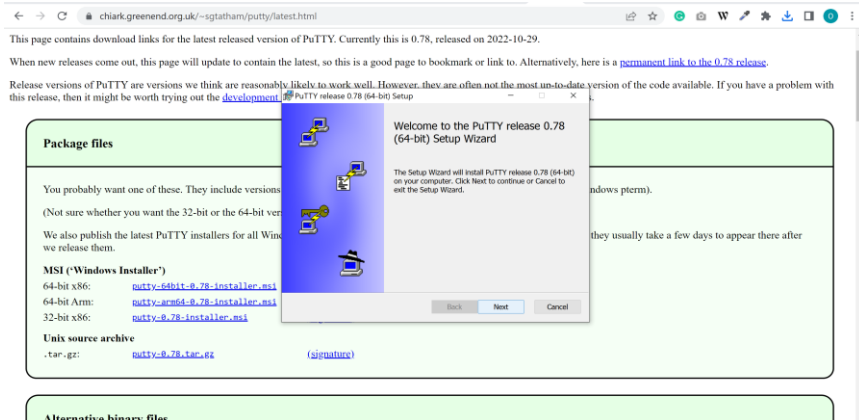 chiark.greenend.org.uk/~sgtatham/putty/latest.html
This page contains download links for the latest released version of PuTTY. Currently this is 0.78, released on 2022-10-29.
When new releases come out, this page will update to contain the latest, so this is a good page to bookmark or link to. Alternatively, here is a permanent link to the 0.78 release.
Release versions of PuTTY are versions we think are reasonably likely to work well. However, they are often not the most up-to-date version of the code available. If you have a problem with
this release, then it might be worth trying out the development
s.
PuTTY release 0.78 (64-bit) Setup
Welcome to the PuTTY release 0.78
(64-bit) Setup Wizard
The Setup Wizard will install PuTTY release 0.78 (64-bit)
on your computer. Click Next to continue or Cancel to
exit the Setup Wizard.
Back Next Cancel
Package files
You probably want one of these. They include versions
ndows pterm).
(Not sure whether you want the 32-bit or the 64-bit ver
We also publish the latest PuTTY installers for all Wind
they usually take a few days to appear there after
we release them.
MSI (‘Windows Installer’)
64-bit x86: putty-64bit-0.78-installer.msi
64-bit Arm: putty-arm64-0.78-installer.msi
32-bit x86: putty-0.78-installer.msi
Unix source archive
.tar.gz: putty-0.78.tar.gz (signature)
Alternative binary files